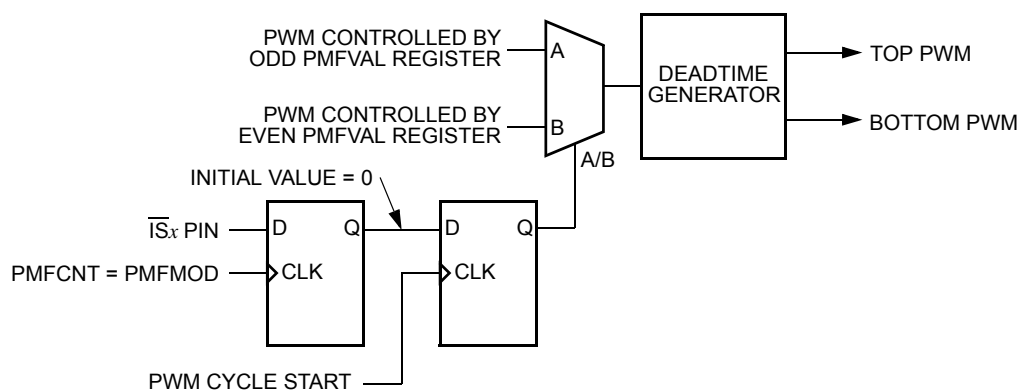 PWM CONTROLLED BY
ODD PMFVAL REGISTER
A
DEADTIME
GENERATOR
TOP PWM
PWM CONTROLLED BY
EVEN PMFVAL REGISTER
B
BOTTOM PWM
A/B
INITIAL VALUE = 0
I̅S̅x PIN
D
Q
D
Q
PMFCNT = PMFMOD
CLK
CLK
PWM CYCLE START